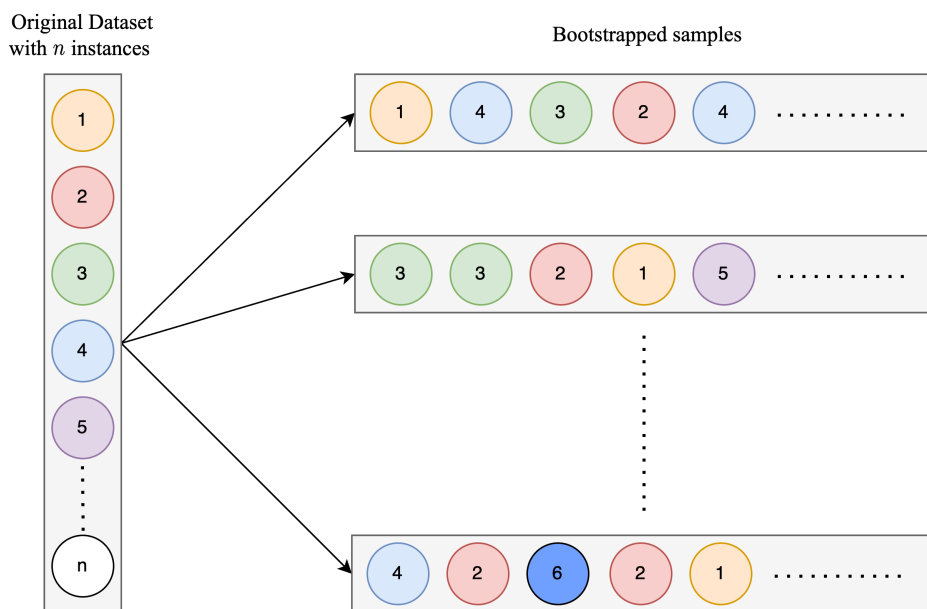 Original Dataset
with n instances
Bootstrapped samples
1
2
3
4
5
n
1 4 3 2 4 ...........
3 3 2 1 5 ...........
4 2 6 2 1 ...........